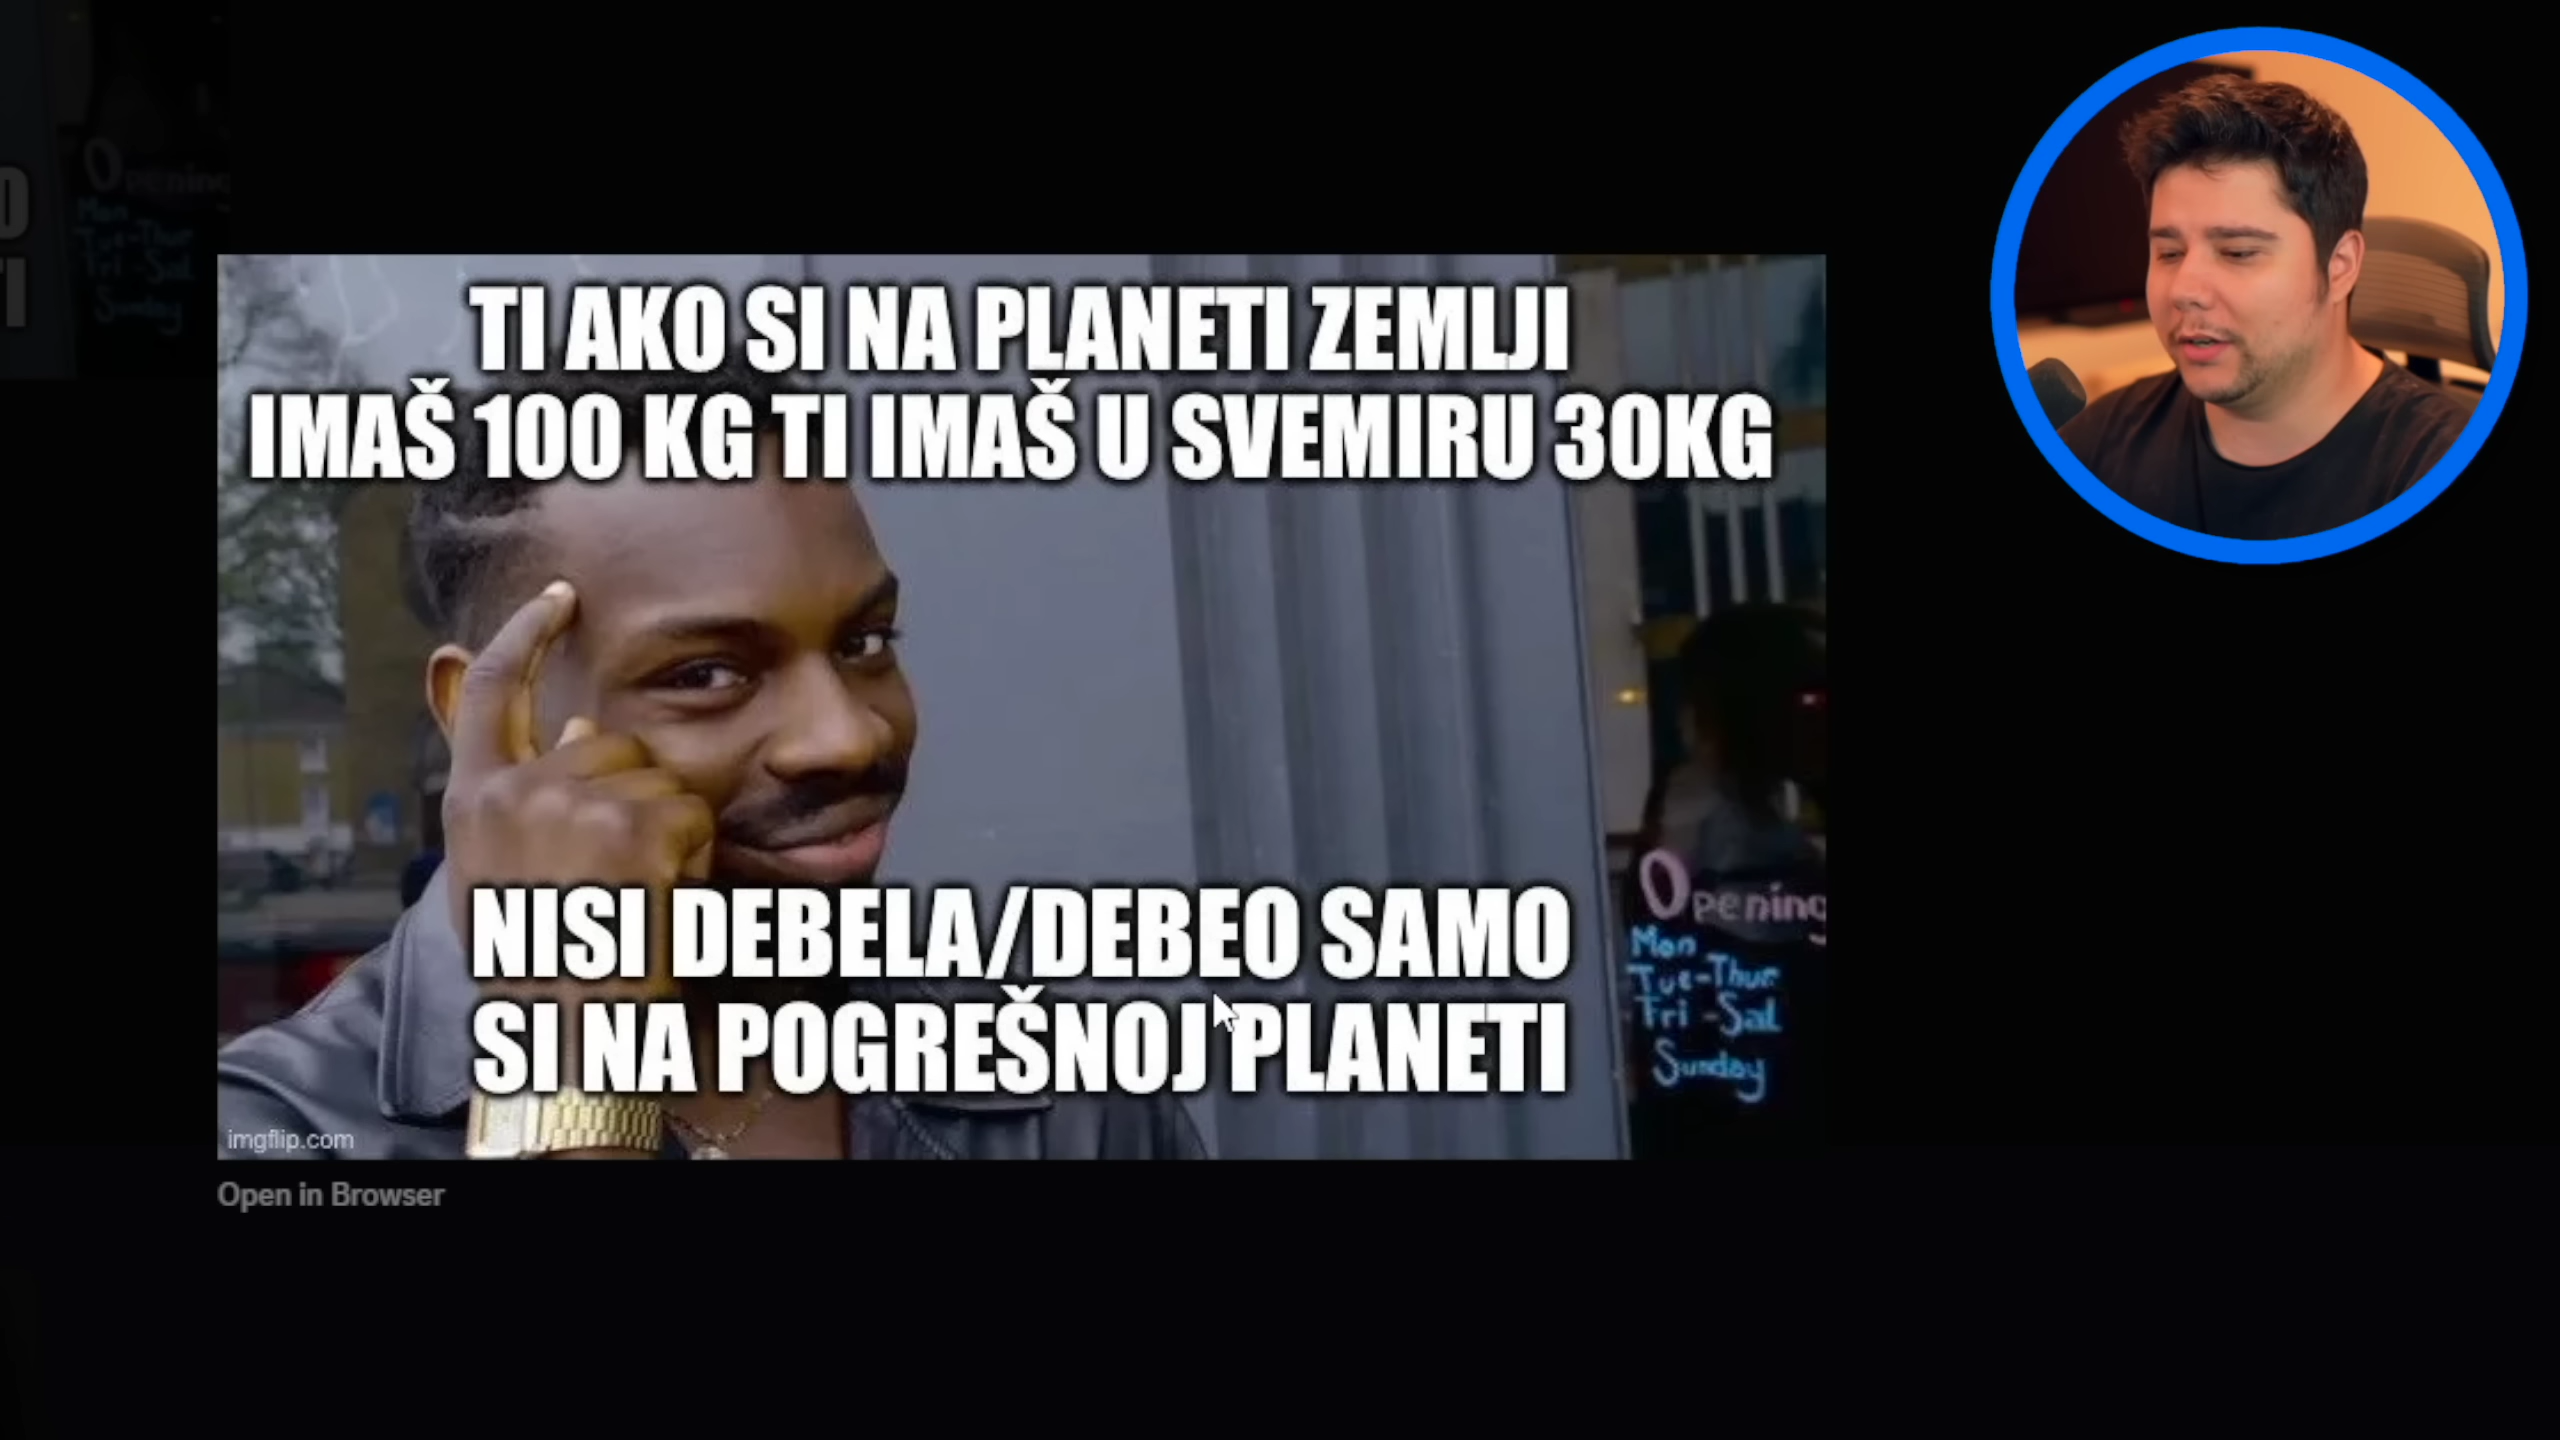 TI AKO SI NA PLANETI ZEMLJI
IMAŠ 100 KG TI IMAŠ U SVEMIRU 30KG
NISI DEBELA/DEBEO SAMO
SI NA POGREŠNOJ PLANETI
Opening
Mon
Tue-Thur
Fri-Sat
Sunday
imgflip.com
Open in Browser